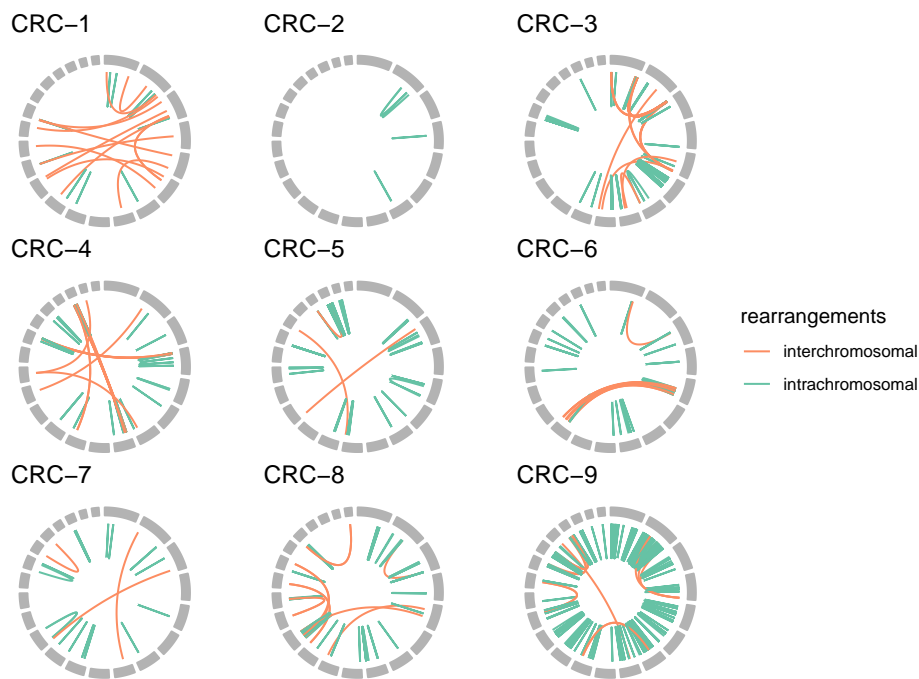 CRC−1
CRC−2
CRC−3
CRC−4
CRC−5
CRC−6
rearrangements
interchromosomal
intrachromosomal
CRC−7
CRC−8
CRC−9